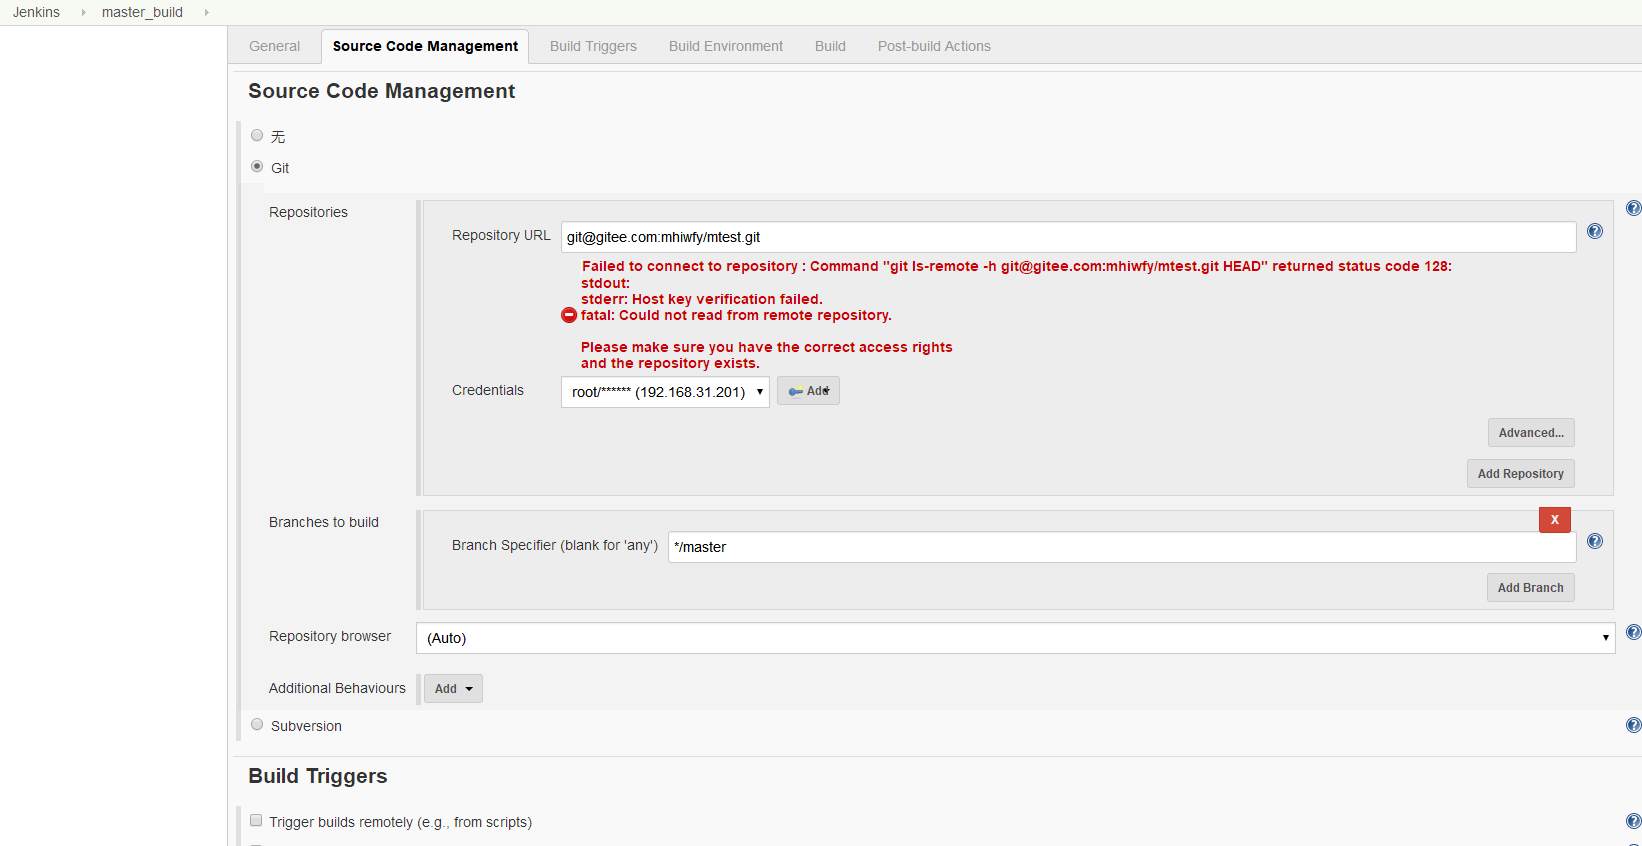 Jenkins master_build
General Source Code Management Build Triggers Build Environment Build Post-build Actions
Source Code Management
无
Git
Repositories
Repository URL git@gitee.com:mhiwfy/mtest.git
Failed to connect to repository : Command "git ls-remote -h git@gitee.com:mhiwfy/mtest.git HEAD" returned status code 128:
stdout:
stderr: Host key verification failed.
fatal: Could not read from remote repository.
Please make sure you have the correct access rights
and the repository exists.
Credentials root/****** (192.168.31.201) Add
Advanced...
Add Repository
Branches to build
X
Branch Specifier (blank for 'any') */master
Add Branch
Repository browser (Auto)
Additional Behaviours Add
Subversion
Build Triggers
Trigger builds remotely (e.g., from scripts)